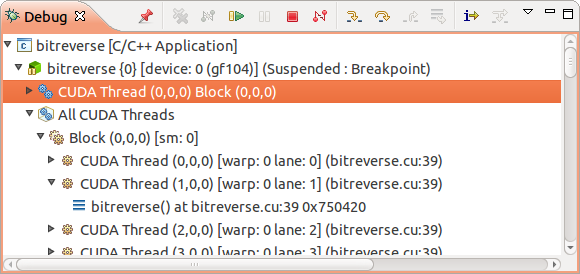 Debug
bitreverse [C/C++ Application]
bitreverse {0} [device: 0 (gf104)] (Suspended : Breakpoint)
CUDA Thread (0,0,0) Block (0,0,0)
All CUDA Threads
Block (0,0,0) [sm: 0]
CUDA Thread (0,0,0) [warp: 0 lane: 0] (bitreverse.cu:39)
CUDA Thread (1,0,0) [warp: 0 lane: 1] (bitreverse.cu:39)
bitreverse() at bitreverse.cu:39 0x750420
CUDA Thread (2,0,0) [warp: 0 lane: 2] (bitreverse.cu:39)
CUDA Thread (3,0,0) [warp: 0 lane: 3] (bitreverse.cu:39)